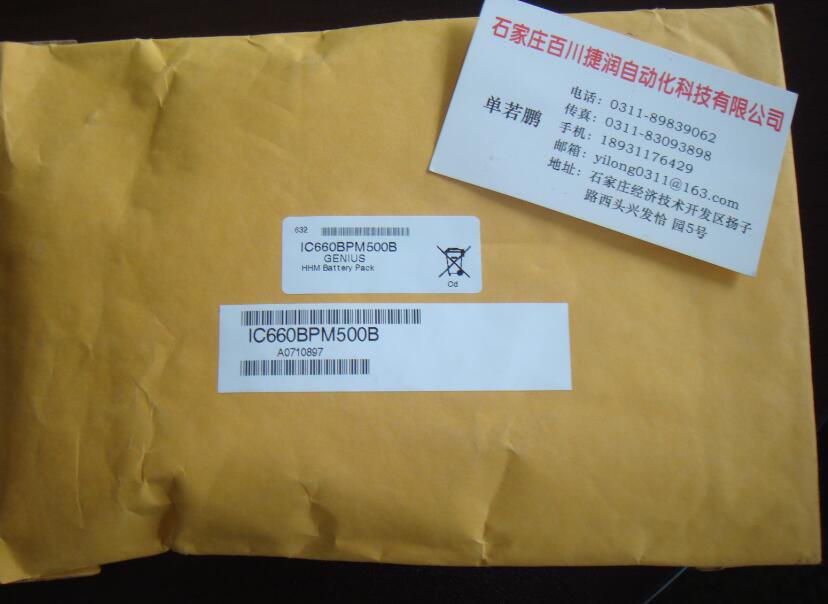 石家庄百川捷润自动化科技有限公司
单若鹏
电话：0311-89839062
传真：0311-83093898
手机：18931176429
邮箱：yilong0311@163.com
地址：石家庄经济技术开发区扬子
路西头兴发恰 园5号
632
IC660BPM500B
GENIUS
HHM Battery Pack
Cd
IC660BPM500B
A0710897